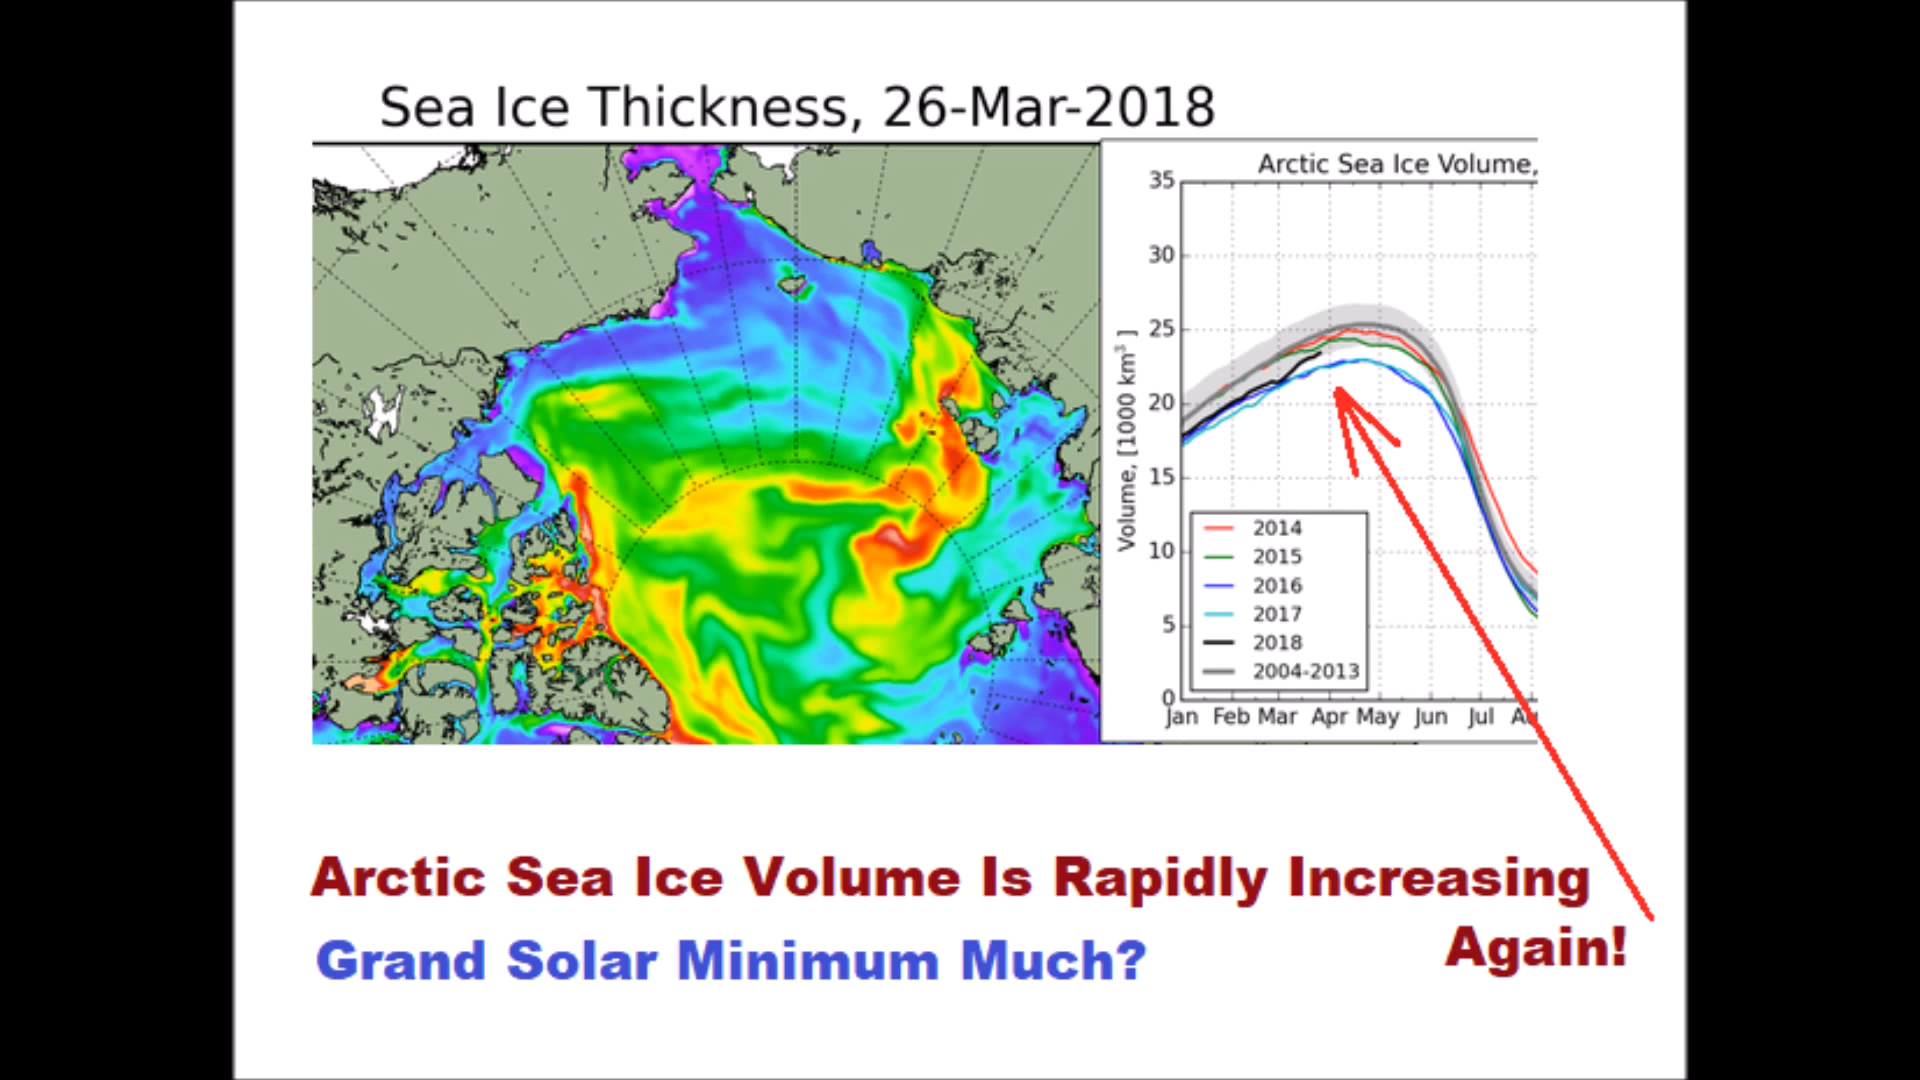 Sea Ice Thickness, 26-Mar-2018
Arctic Sea Ice Volume,
35
30
25
20
15
10
5
0
Volume, [1000 km³ ]
2014
2015
2016
2017
2018
2004-2013
Jan Feb Mar Apr May Jun Jul Au
Arctic Sea Ice Volume Is Rapidly Increasing
Again!
Grand Solar Minimum Much?